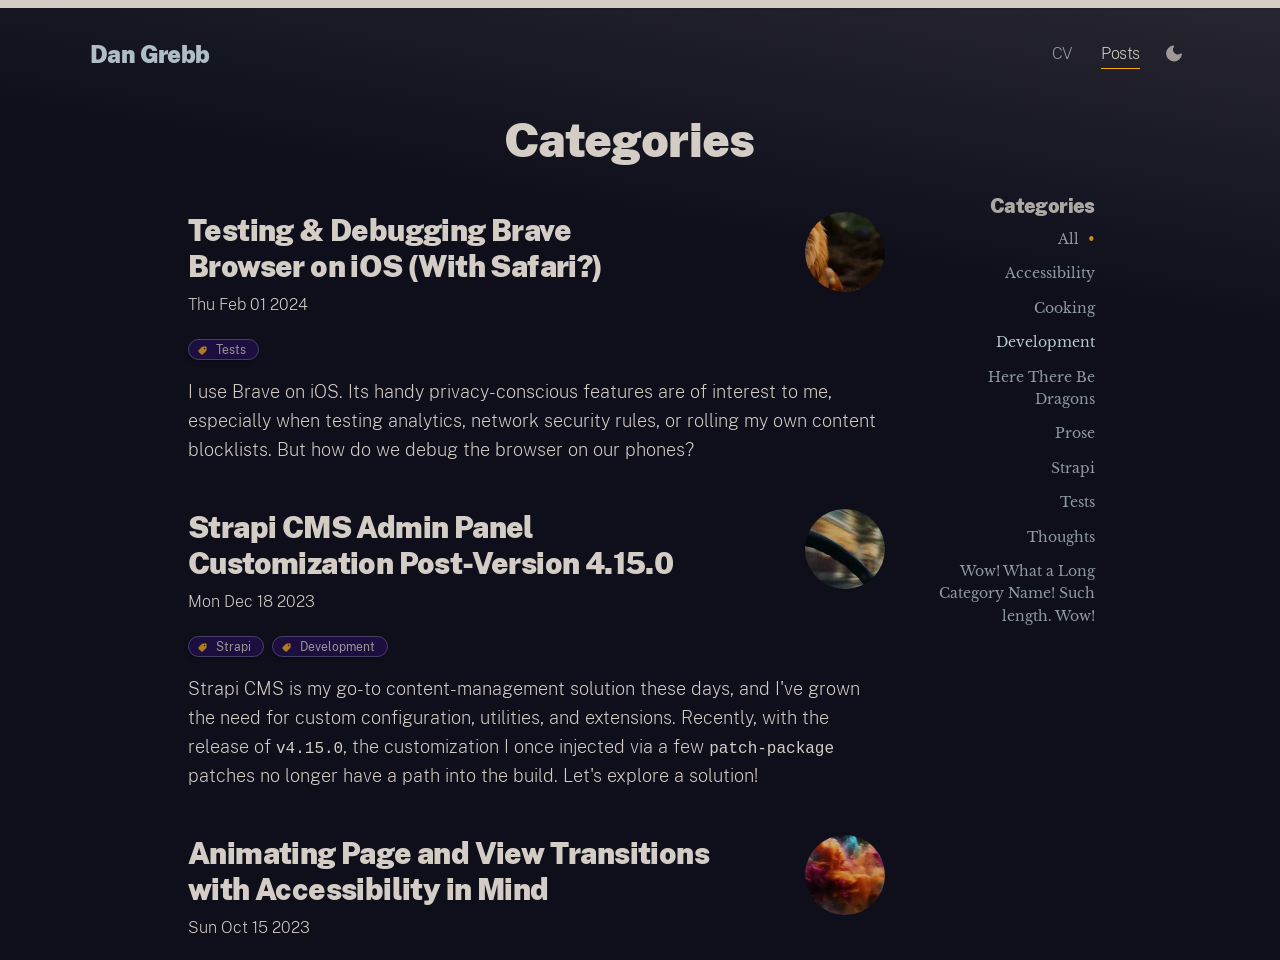 Dan Grebb
CV
Posts
Categories
Testing & Debugging Brave
Browser on iOS (With Safari?)
Thu Feb 01 2024
Tests
I use Brave on iOS. Its handy privacy-conscious features are of interest to me,
especially when testing analytics, network security rules, or rolling my own content
blocklists. But how do we debug the browser on our phones?
Strapi CMS Admin Panel
Customization Post-Version 4.15.0
Mon Dec 18 2023
Strapi
Development
Strapi CMS is my go-to content-management solution these days, and I've grown
the need for custom configuration, utilities, and extensions. Recently, with the
release of v4.15.0, the customization I once injected via a few patch-package
patches no longer have a path into the build. Let's explore a solution!
Animating Page and View Transitions
with Accessibility in Mind
Sun Oct 15 2023
Categories
All •
Accessibility
Cooking
Development
Here There Be
Dragons
Prose
Strapi
Tests
Thoughts
Wow! What a Long
Category Name! Such
length. Wow!